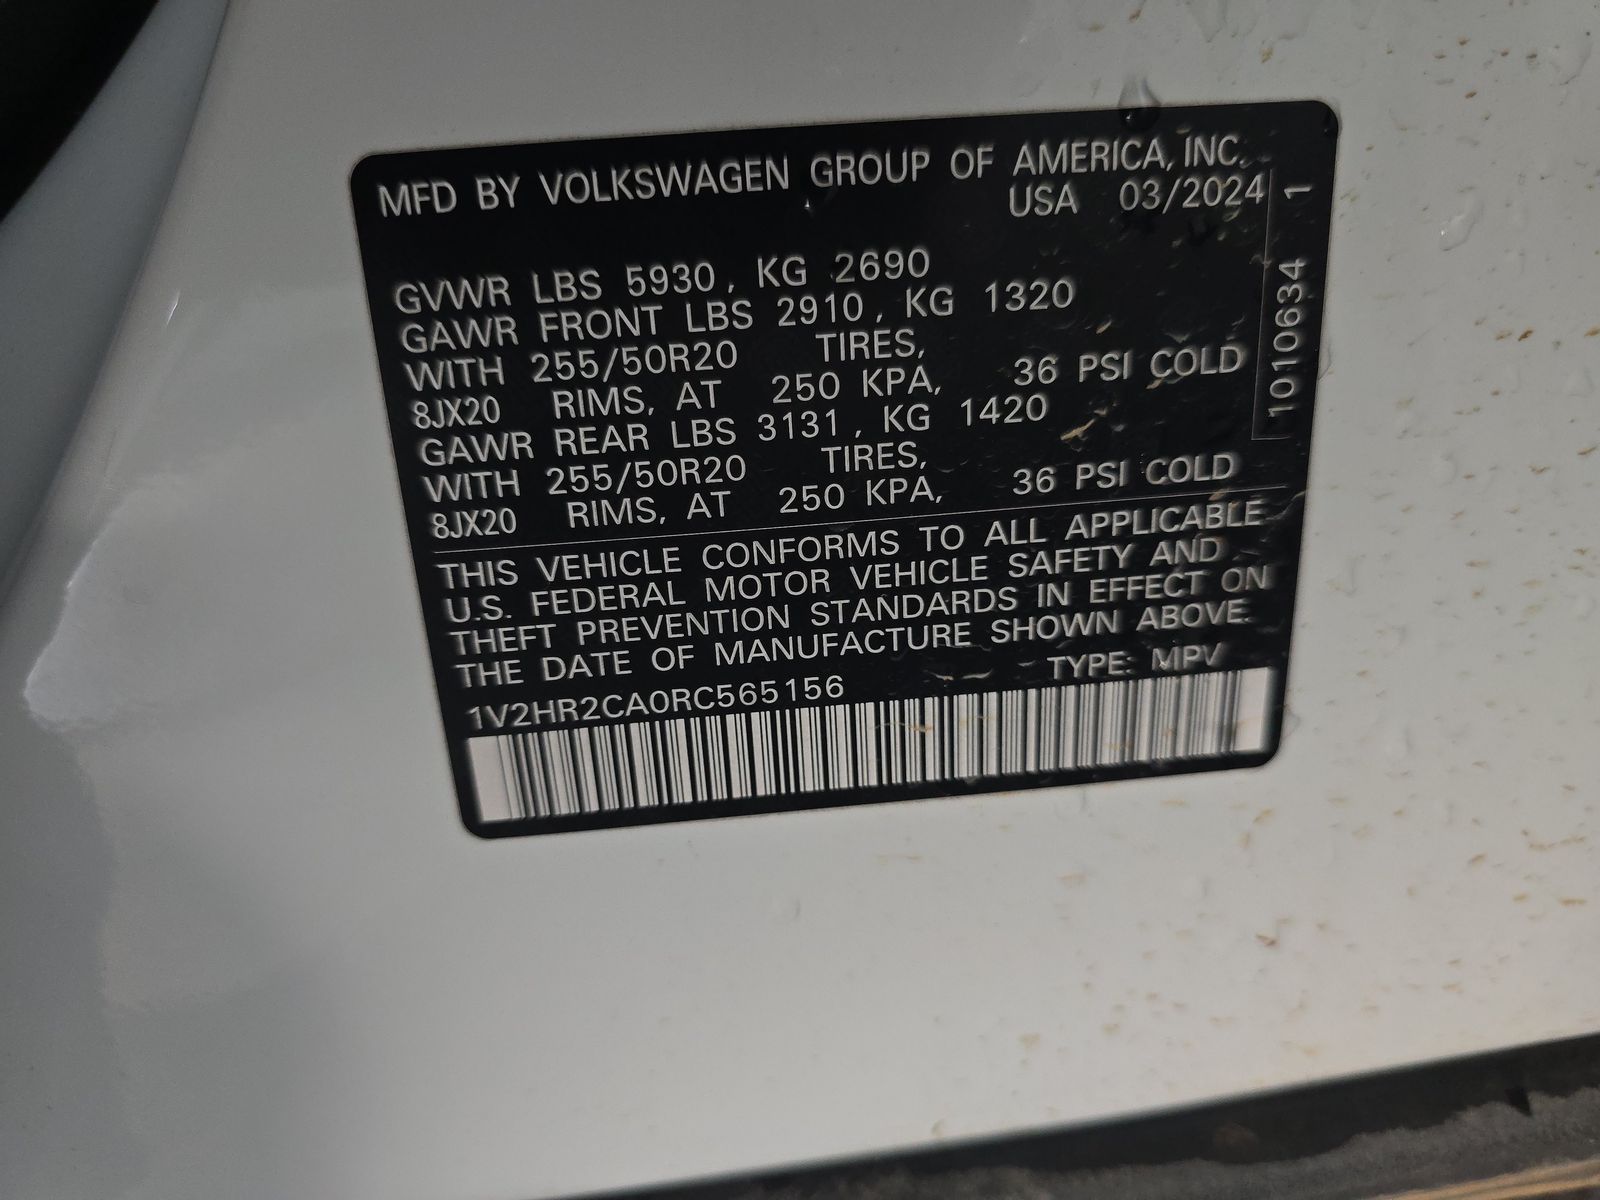 MFD BY VOLKSWAGEN GROUP OF AMERICA, INC.
USA 03/2024
GVWR LBS 5930, KG 2690
GAWR FRONT LBS 2910, KG 1320
WITH 255/50R20 TIRES,
8JX20 RIMS, AT 250 KPA, 36 PSI COLD
GAWR REAR LBS 3131, KG 1420
WITH 255/50R20 TIRES,
8JX20 RIMS, AT 250 KPA, 36 PSI COLD
THIS VEHICLE CONFORMS TO ALL APPLICABLE
U.S. FEDERAL MOTOR VEHICLE SAFETY AND
THEFT PREVENTION STANDARDS IN EFFECT ON
THE DATE OF MANUFACTURE SHOWN ABOVE.
1V2HR2CA0RC565156 TYPE: MPV
1010634 1